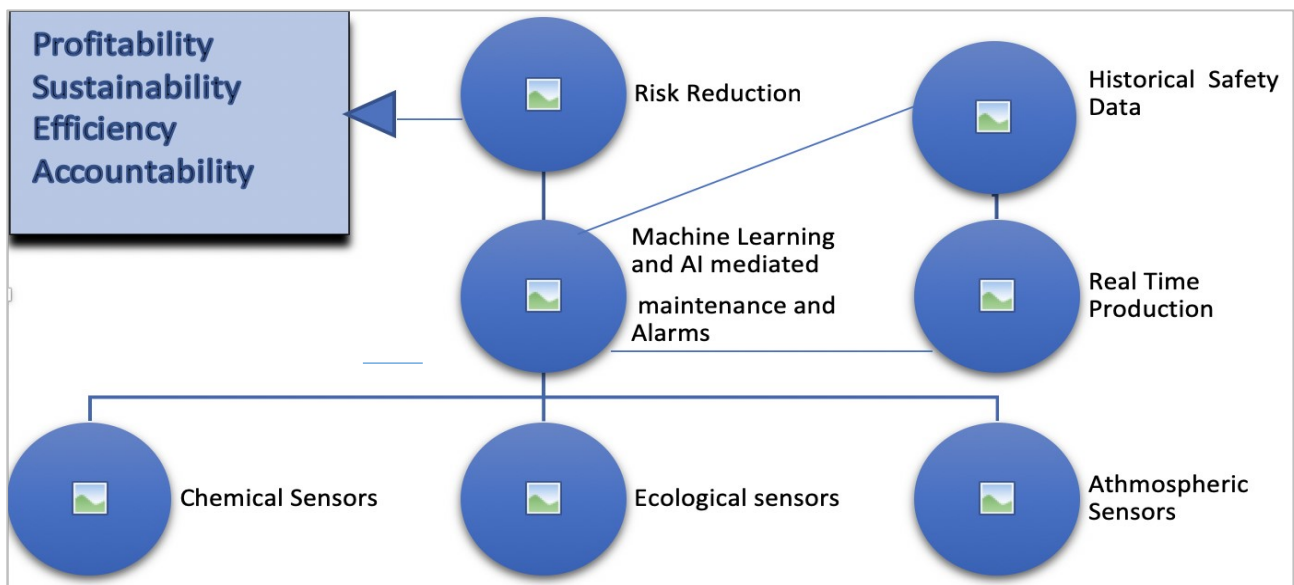 Profitability
Sustainability
Efficiency
Accountability
Risk Reduction
Historical Safety
Data
Machine Learning
and AI mediated
maintenance and
Alarms
Real Time
Production
Chemical Sensors
Ecological sensors
Athmospheric
Sensors